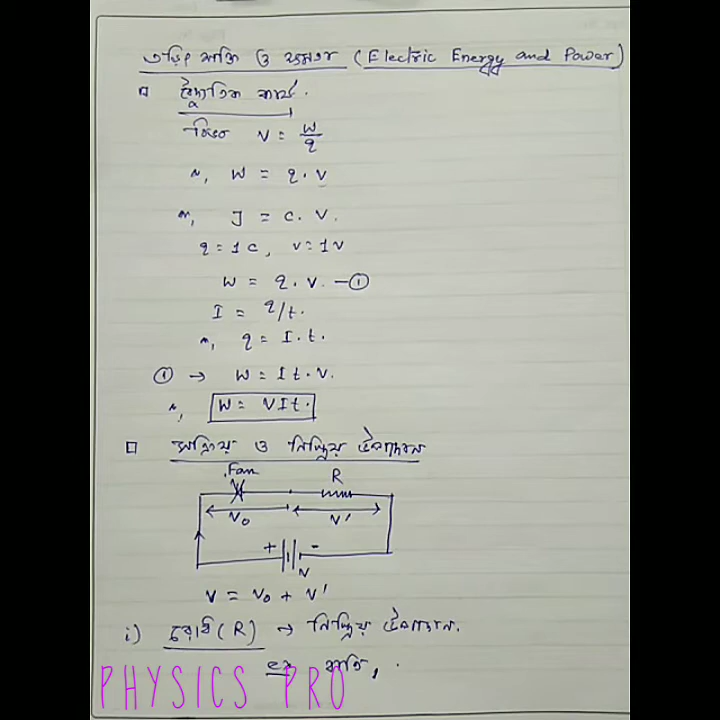 তড়িৎ শক্তি ও ক্ষমতা (Electric Energy and Power)
□ বৈদ্যুতিক কার্য.
বিভব V = W/q
বা, W = q.V
বা, J = C.V.
q = 1C, V = 1V
W = q.V. — ①
I = q/t.
বা, q = I.t.
① → W = It.V.
বা, W = VIt.
□ সক্রিয় ও নিষ্ক্রিয় উপাদান
Fan R
V₀ V'
+ -
V
V = V₀ + V'
i) রোধ (R) → নিষ্ক্রিয় উপাদান.
ex বাতি,
PHYSICS PRO